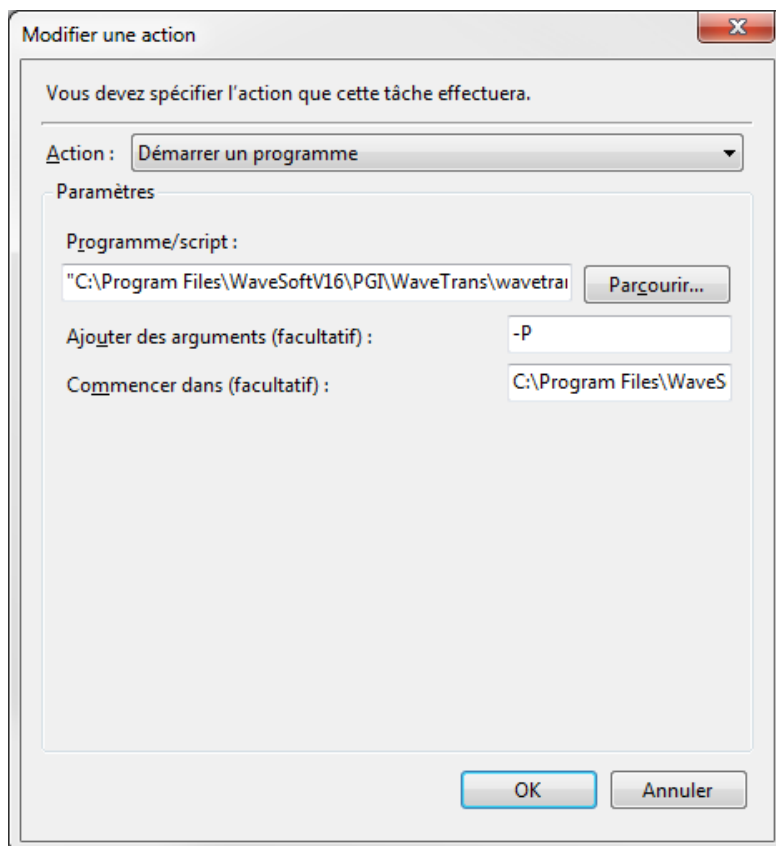 Modifier une action
Vous devez spécifier l'action que cette tâche effectuera.
Action : Démarrer un programme
Paramètres
Programme/script :
"C:\Program Files\WaveSoftV16\PGI\WaveTrans\wavetrai Parcourir...
Ajouter des arguments (facultatif) : -P
Commencer dans (facultatif) : C:\Program Files\WaveS
OK Annuler